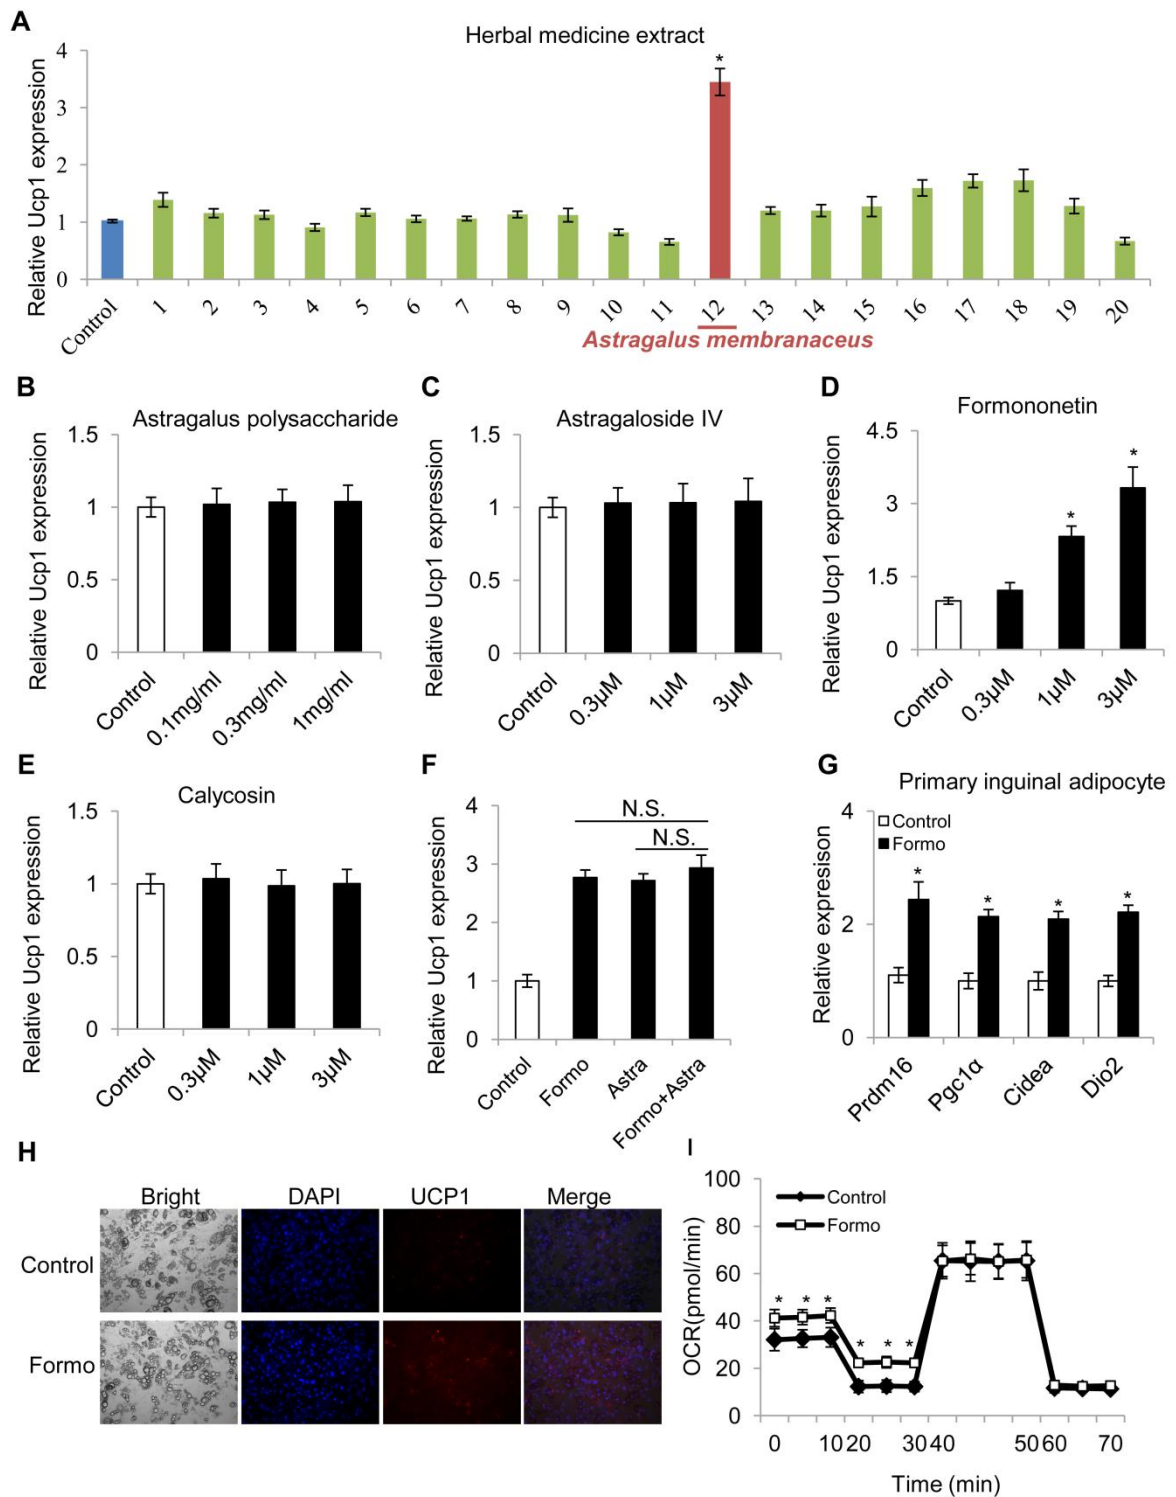 A
Herbal medicine extract
Relative Ucp1 expression
4
3
2
1
0
*
Control 1 2 3 4 5 6 7 8 9 10 11 12 13 14 15 16 17 18 19 20
Astragalus membranaceus
B
Astragalus polysaccharide
Relative Ucp1 expression
1.5
1
0.5
0
Control 0.1mg/ml 0.3mg/ml 1mg/ml
C
Astragaloside IV
Relative Ucp1 expression
1.5
1
0.5
0
Control 0.3μM 1μM 3μM
D
Formononetin
Relative Ucp1 expression
4.5
3
1.5
0
* *
Control 0.3μM 1μM 3μM
E
Calycosin
Relative Ucp1 expression
1.5
1
0.5
0
Control 0.3μM 1μM 3μM
F
Relative Ucp1 expression
4
3
2
1
0
N.S.
N.S.
Control Formo Astra Formo+Astra
G
Primary inguinal adipocyte
Relative expresison
4
2
0
Control
Formo
* * * *
Prdm16 Pgc1α Cidea Dio2
H
Bright DAPI UCP1 Merge
Control
Formo
I
OCR(pmol/min)
100
80
60
40
20
0
Control
Formo
* * *
* * *
0 10 20 30 40 50 60 70
Time (min)